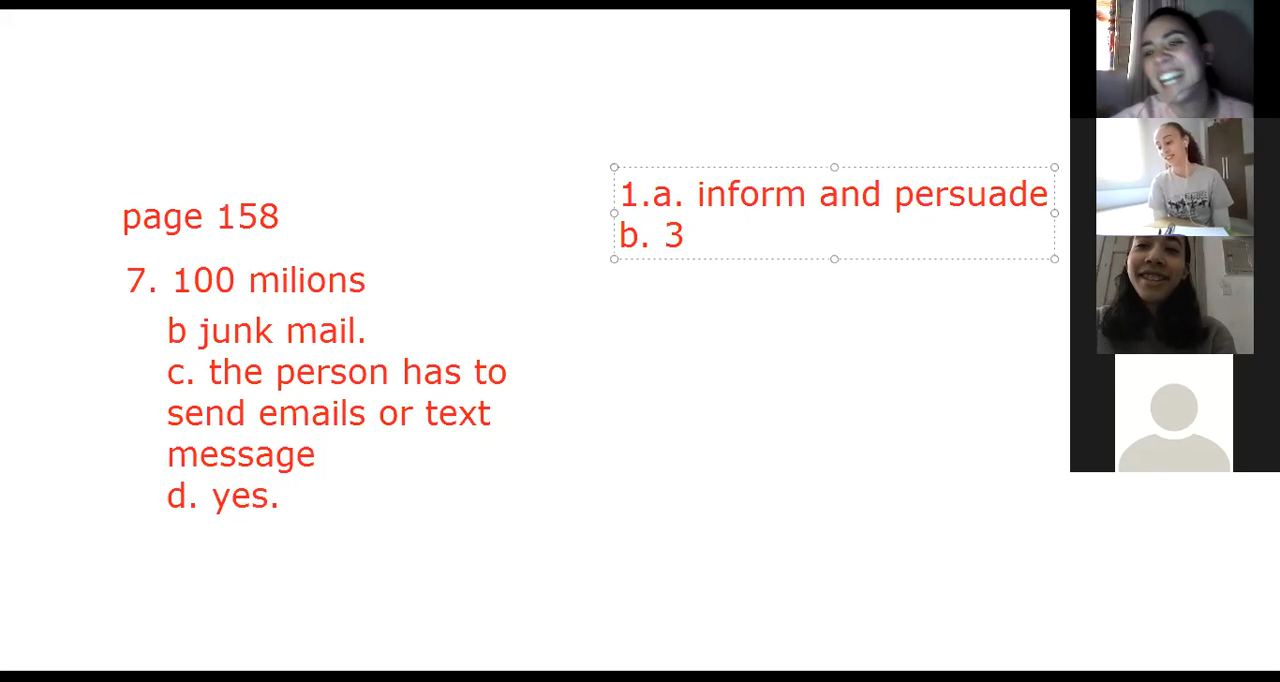 page 158
7. 100 milions
b junk mail.
c. the person has to
send emails or text
message
d. yes.
1.a. inform and persuade
b. 3